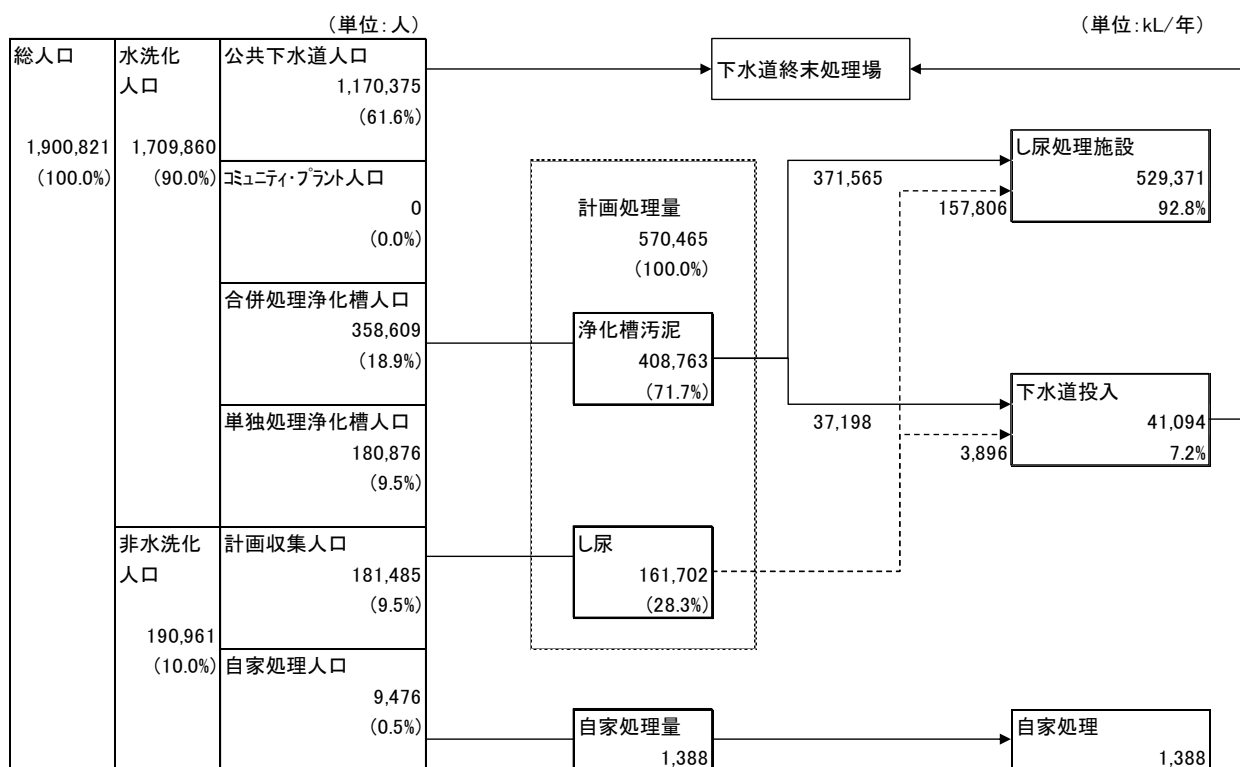 （単位：人）
（単位：kL/年）
総人口
1,900,821
(100.0%)
水洗化
人口
1,709,860
(90.0%)
公共下水道人口
1,170,375
(61.6%)
コミュニティ・プラント人口
0
(0.0%)
合併処理浄化槽人口
358,609
(18.9%)
単独処理浄化槽人口
180,876
(9.5%)
非水洗化
人口
190,961
(10.0%)
計画収集人口
181,485
(9.5%)
自家処理人口
9,476
(0.5%)
計画処理量
570,465
(100.0%)
浄化槽汚泥
408,763
(71.7%)
し尿
161,702
(28.3%)
自家処理量
1,388
下水道終末処理場
371,565
157,806
し尿処理施設
529,371
92.8%
37,198
3,896
下水道投入
41,094
7.2%
自家処理
1,388